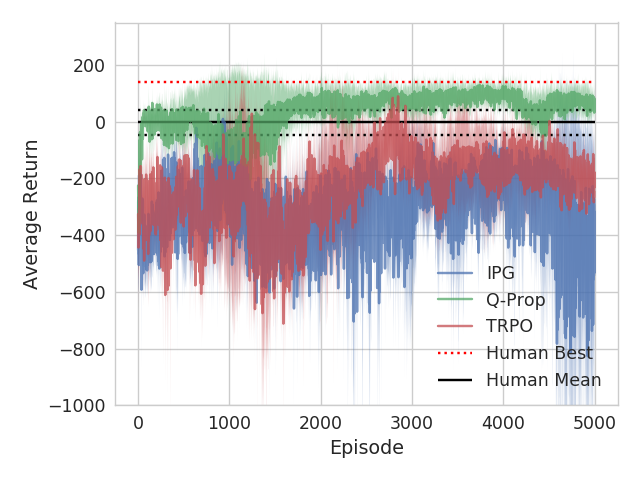 200
0
−200
−400
−600
−800
−1000
Average Return
IPG
Q-Prop
TRPO
Human Best
Human Mean
0 1000 2000 3000 4000 5000
Episode